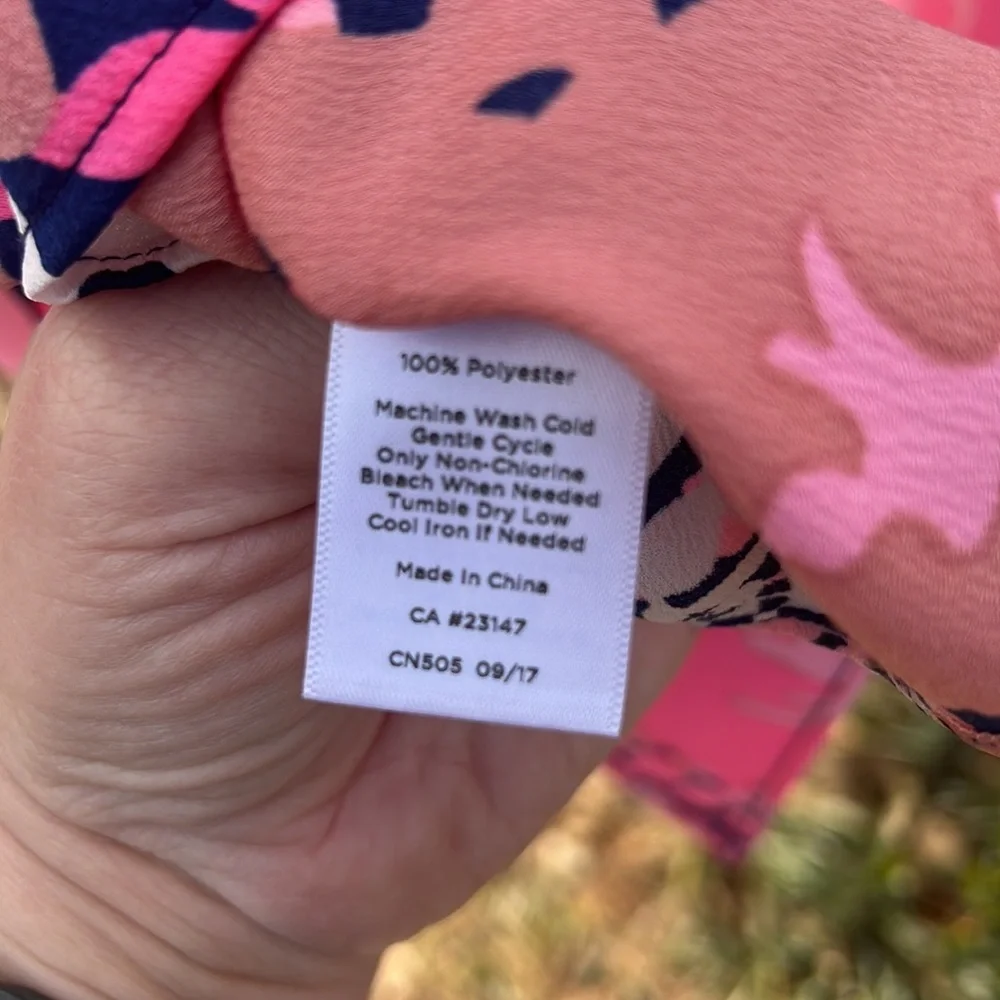 100% Polyester
Machine Wash Cold
Gentle Cycle
Only Non-Chlorine
Bleach When Needed
Tumble Dry Low
Cool Iron If Needed
Made In China
CA #23147
CN505 09/17